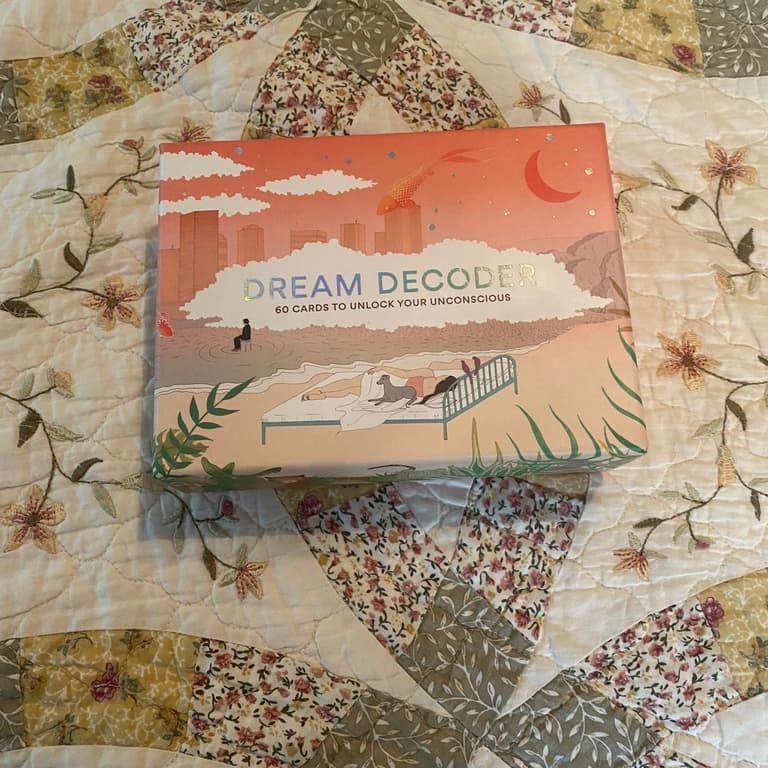 DREAM DECODER
60 CARDS TO UNLOCK YOUR UNCONSCIOUS